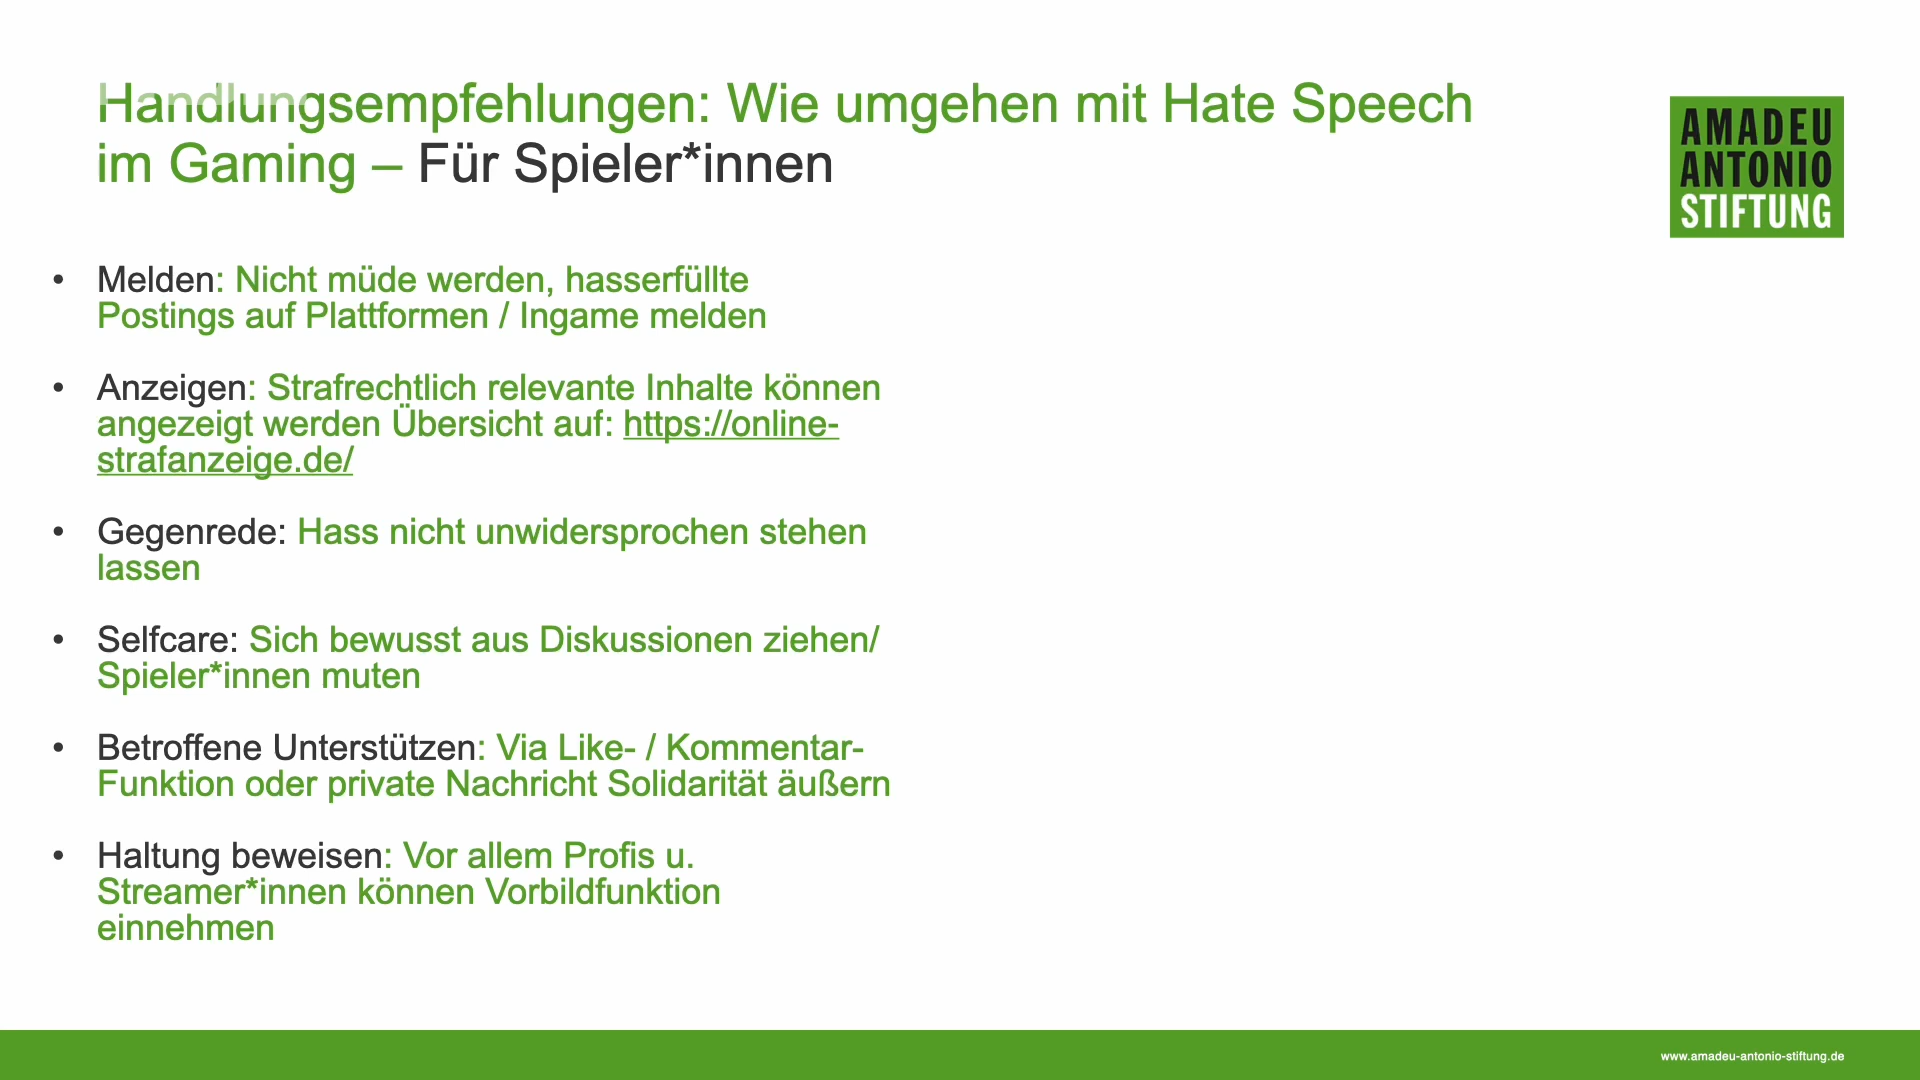 Handlungsempfehlungen: Wie umgehen mit Hate Speech
im Gaming – Für Spieler*innen
AMADEU
ANTONIO
STIFTUNG
• Melden: Nicht müde werden, hasserfüllte
Postings auf Plattformen / Ingame melden
• Anzeigen: Strafrechtlich relevante Inhalte können
angezeigt werden Übersicht auf: https://online-
strafanzeige.de/
• Gegenrede: Hass nicht unwidersprochen stehen
lassen
• Selfcare: Sich bewusst aus Diskussionen ziehen/
Spieler*innen muten
• Betroffene Unterstützen: Via Like- / Kommentar-
Funktion oder private Nachricht Solidarität äußern
• Haltung beweisen: Vor allem Profis u.
Streamer*innen können Vorbildfunktion
einnehmen
www.amadeu-antonio-stiftung.de